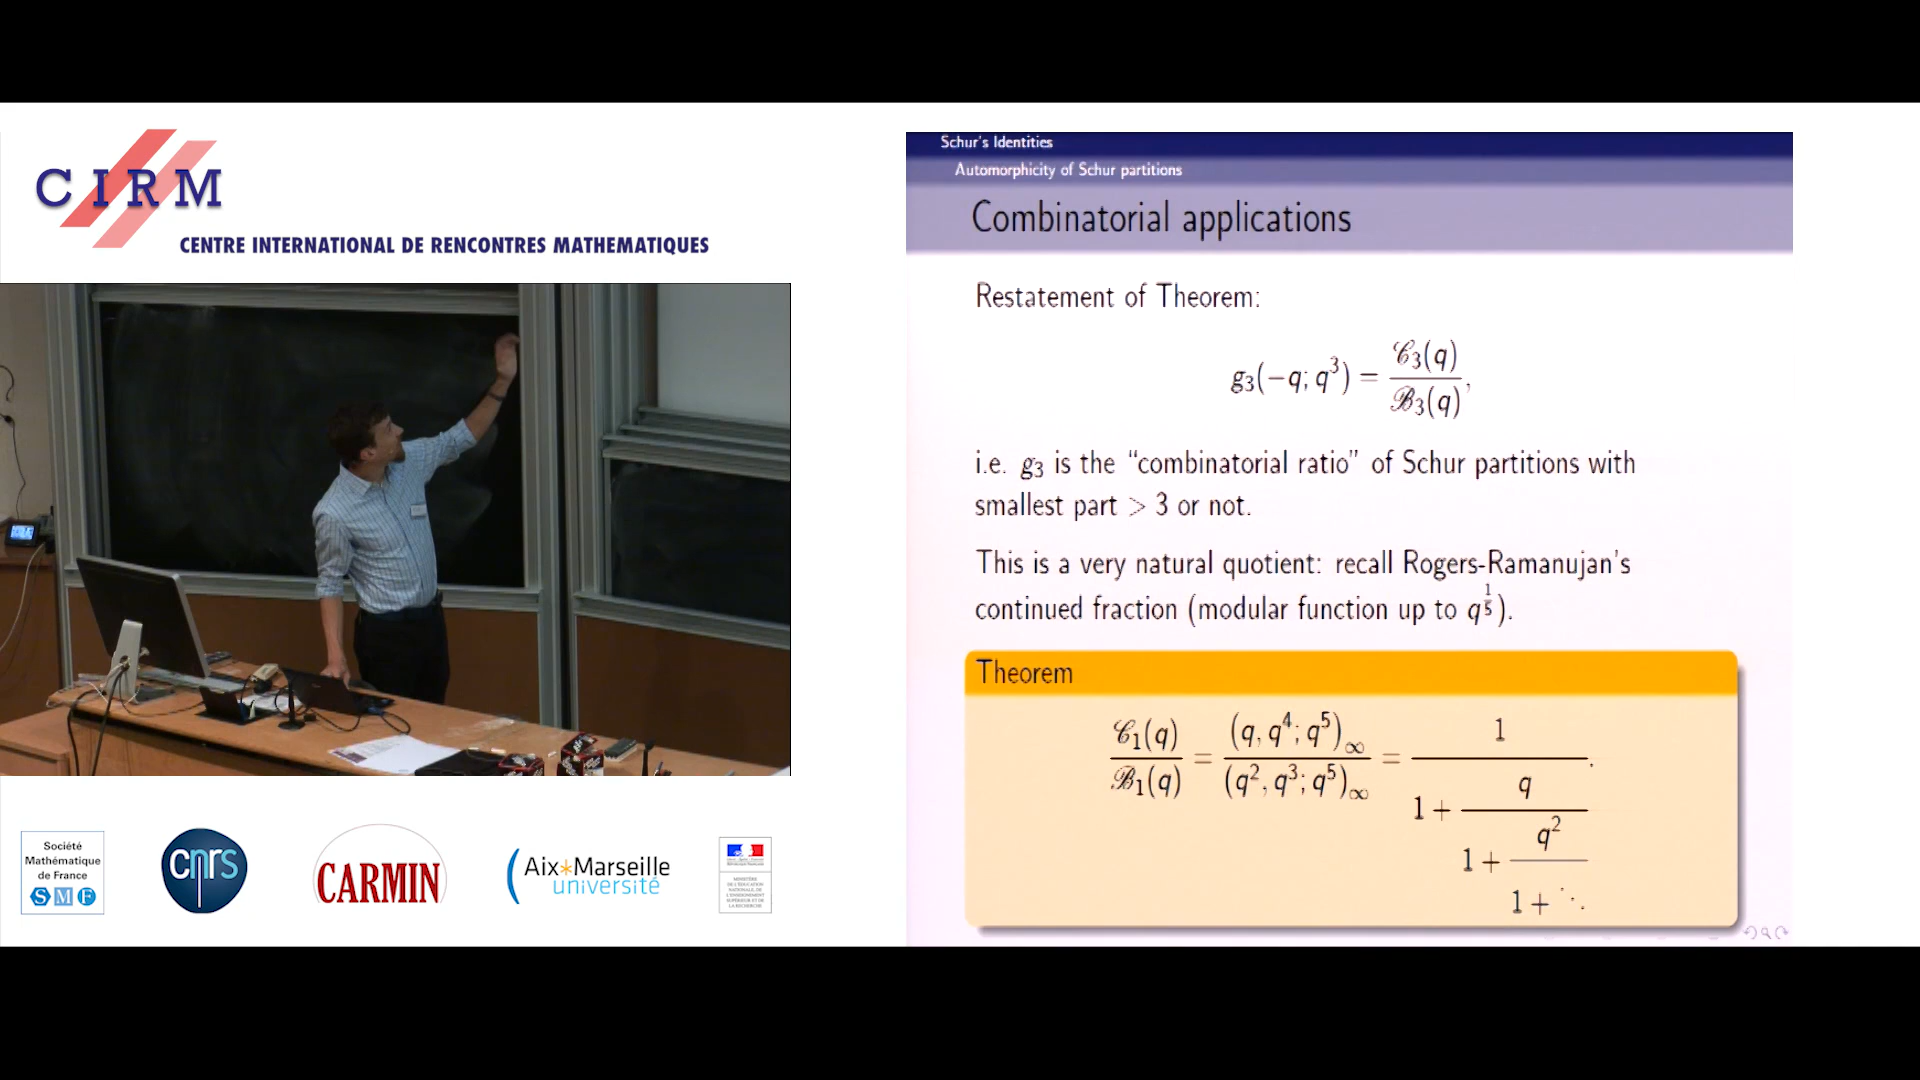 CIRM
CENTRE INTERNATIONAL DE RENCONTRES MATHEMATIQUES
Société
Mathématique
de France
SMF
cnrs
CARMIN
Aix*Marseille
université
Schur's Identities
Automorphicity of Schur partitions
Combinatorial applications
Restatement of Theorem:
g₃(−q; q³) = 𝒞₃(q) / ℬ₃(q),
i.e. g₃ is the “combinatorial ratio” of Schur partitions with
smallest part > 3 or not.
This is a very natural quotient: recall Rogers-Ramanujan's
continued fraction (modular function up to q^{1/5}).
Theorem
𝒞₁(q) / ℬ₁(q) = (q, q⁴; q⁵)∞ / (q², q³; q⁵)∞ = 1 / (1 + q / (1 + q² / (1 + ⋱))).